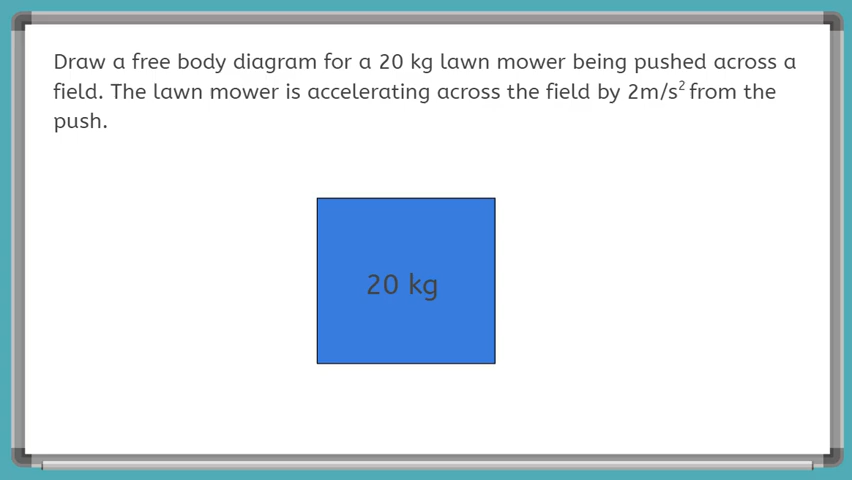 Draw a free body diagram for a 20 kg lawn mower being pushed across a
field. The lawn mower is accelerating across the field by 2m/s² from the
push.
20 kg